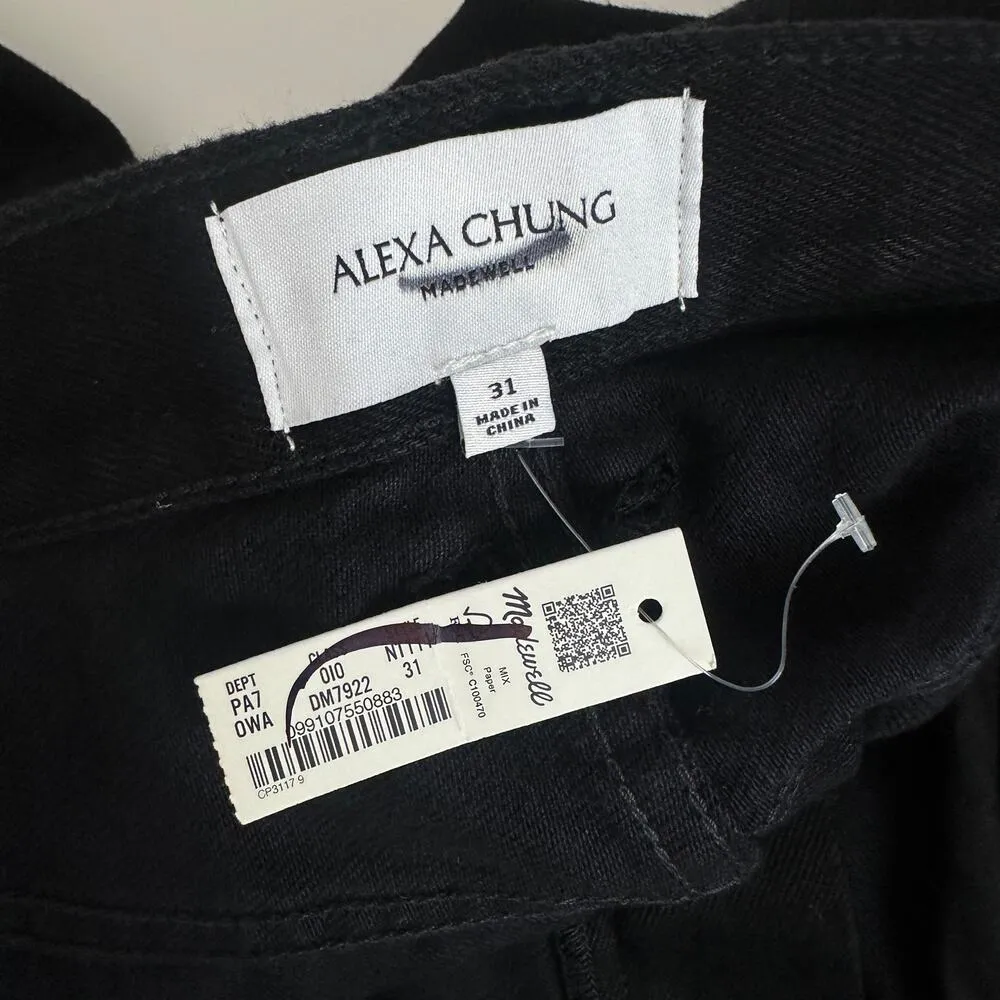 ALEXA CHUNG
MADEWELL
31
MADE IN
CHINA
DEPT
PA7
010
31
OWA
DM7922
099107550883
CP3117 9
MIX
Paper
FSC® C100470
Madewell